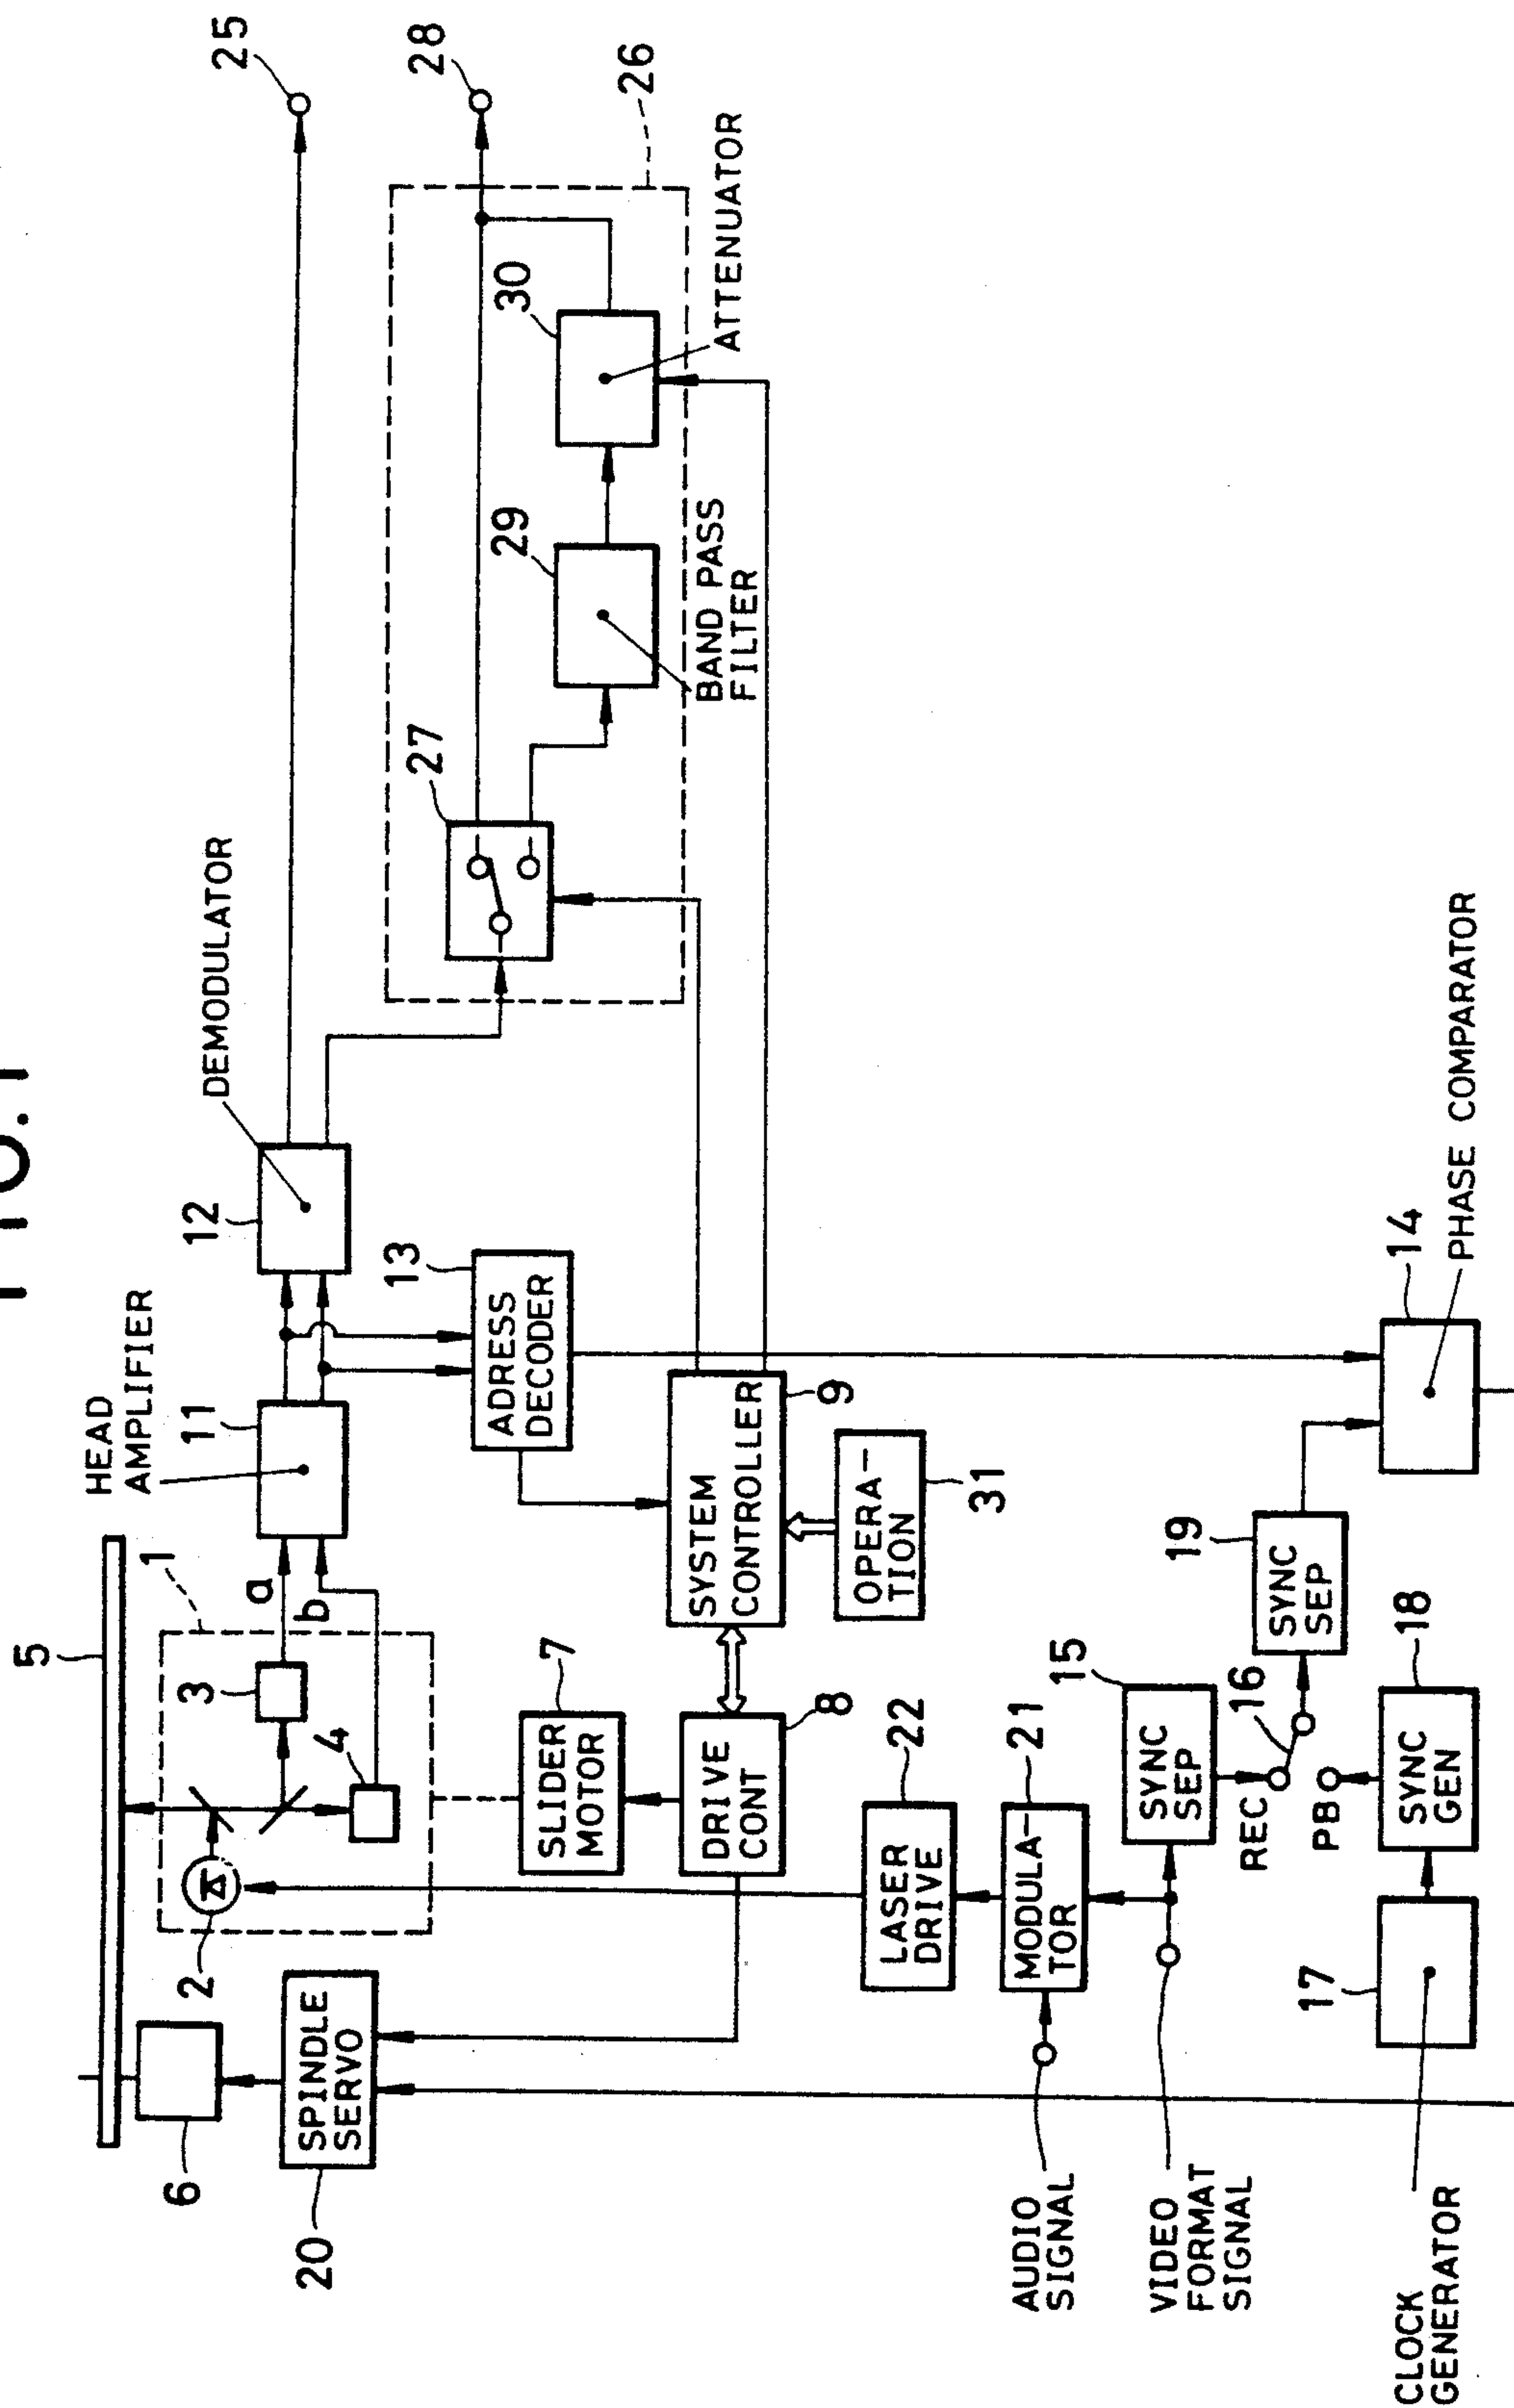 FIG. 1
25
28
26
ATTENUATOR
30
29
BAND PASS
FILTER
27
DEMODULATOR
12
13
ADRESS
DECODER
HEAD
AMPLIFIER
11
a
b
1
5
3
4
2
6
SPINDLE
SERVO
20
SLIDER
MOTOR
7
DRIVE
CONT
8
SYSTEM
CONTROLLER
9
OPERA-
TION
31
LASER
DRIVE
22
MODULA-
TOR
21
AUDIO
SIGNAL
VIDEO
FORMAT
SIGNAL
SYNC
SEP
15
REC
16
PB
SYNC
SEP
19
SYNC
GEN
18
17
CLOCK
GENERATOR
14
PHASE COMPARATOR